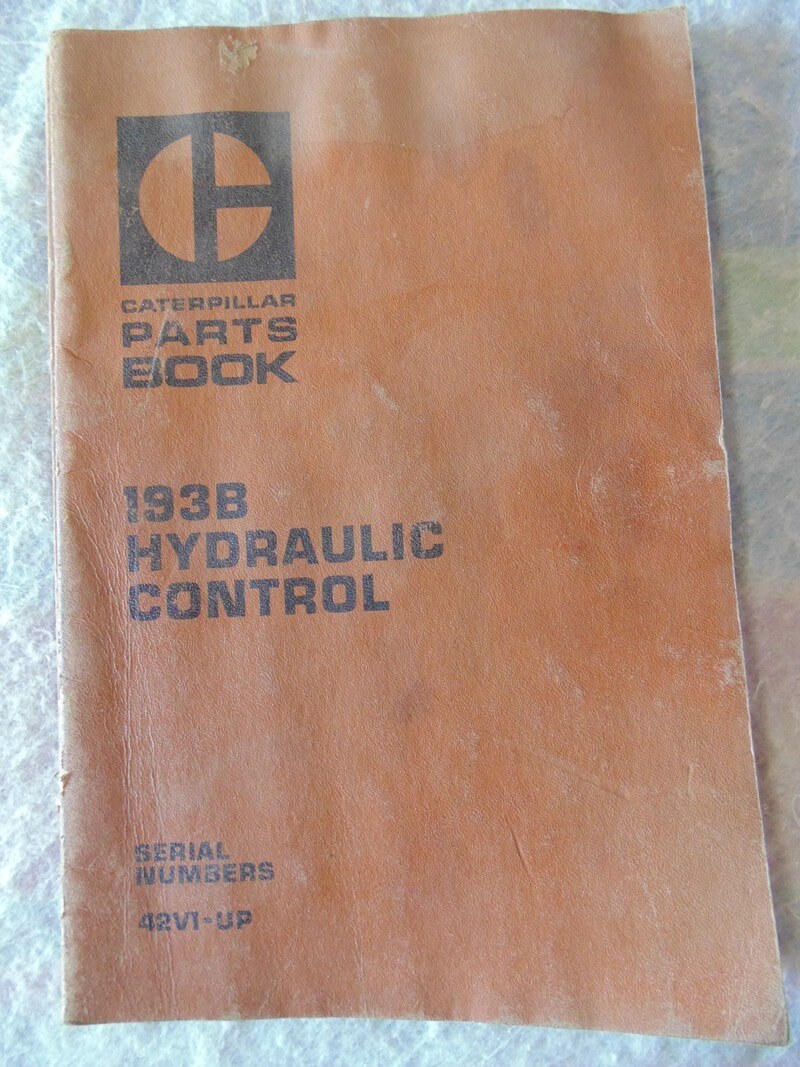 CATERPILLAR
PARTS
BOOK
193B
HYDRAULIC
CONTROL
SERIAL
NUMBERS
42V1-UP